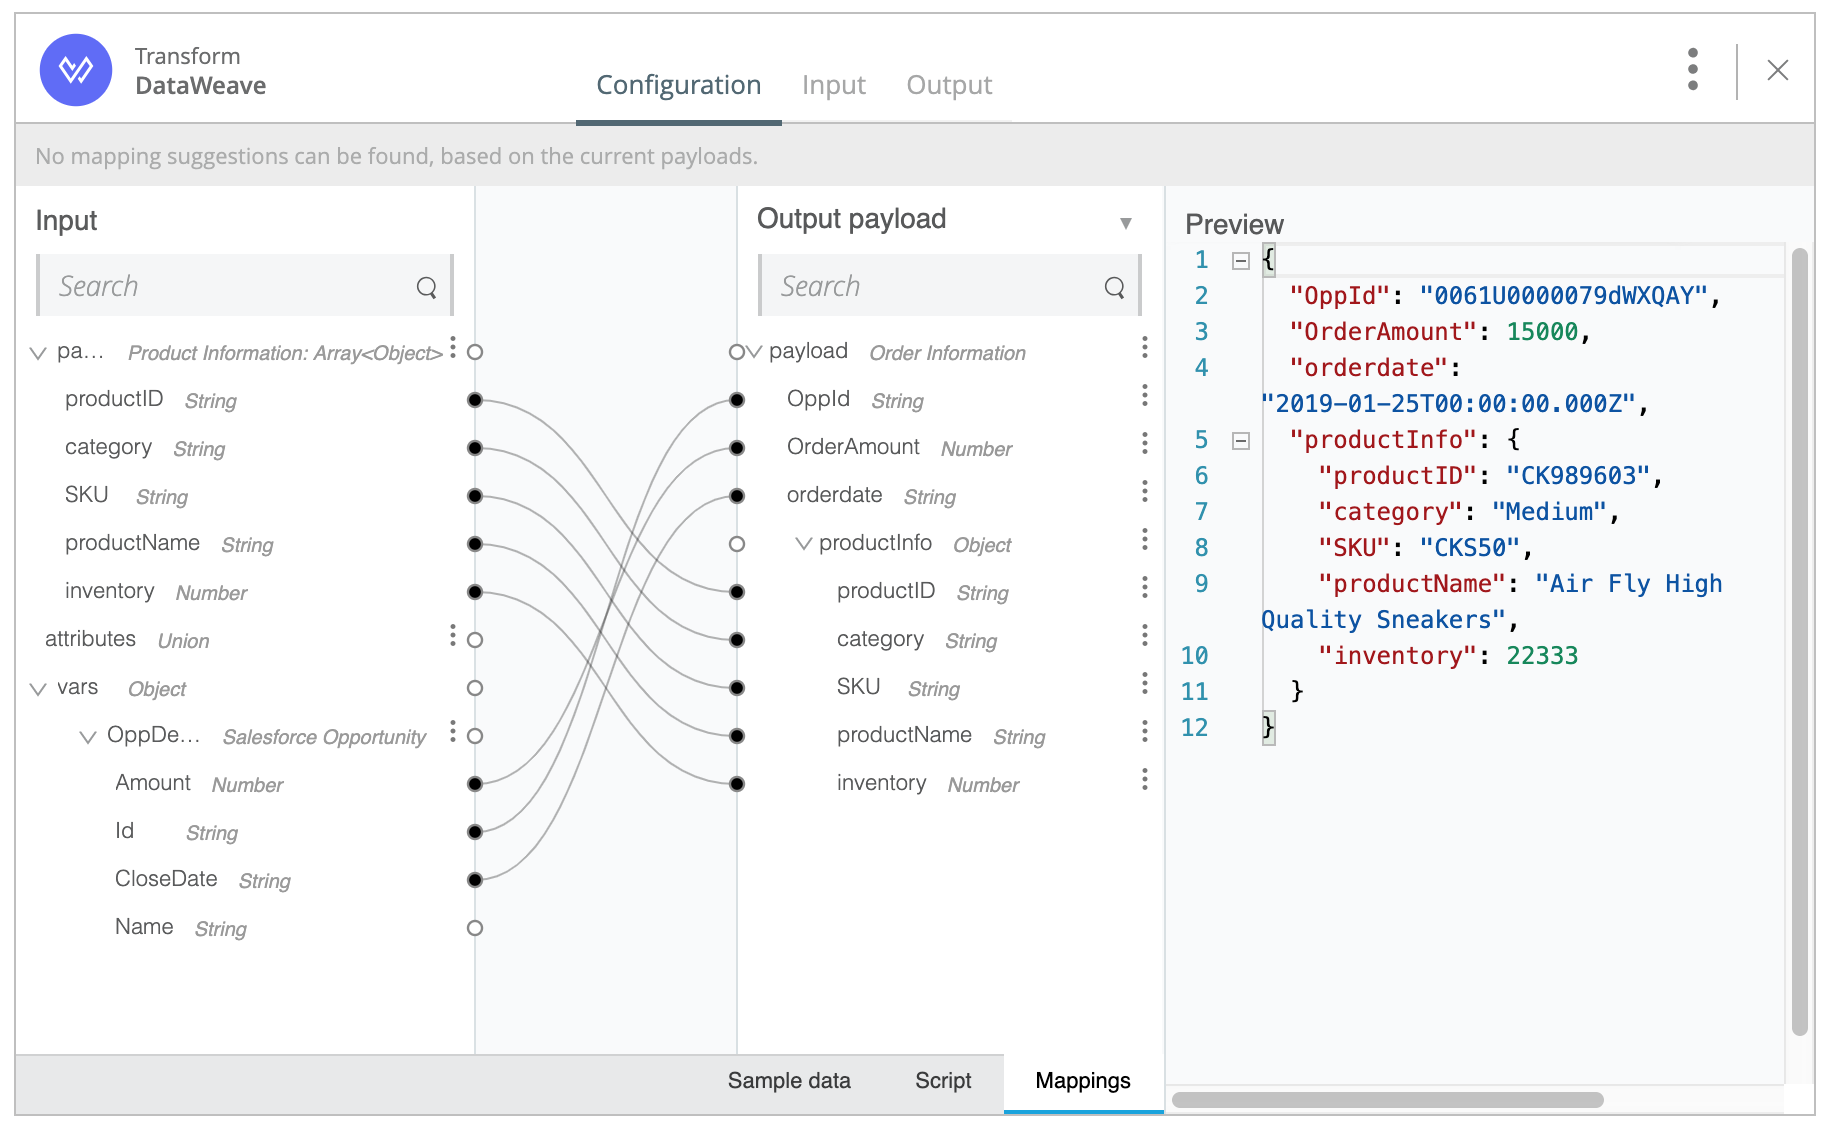 Transform
DataWeave
Configuration Input Output
No mapping suggestions can be found, based on the current payloads.
Input
Search
pa... Product Information: Array<Object>
productID String
category String
SKU String
productName String
inventory Number
attributes Union
vars Object
OppDe... Salesforce Opportunity
Amount Number
Id String
CloseDate String
Name String
Output payload
Search
payload Order Information
OppId String
OrderAmount Number
orderdate String
productInfo Object
productID String
category String
SKU String
productName String
inventory Number
Preview
1 {
2 "OppId": "0061U0000079dWXQAY",
3 "OrderAmount": 15000,
4 "orderdate":
"2019-01-25T00:00:00.000Z",
5 "productInfo": {
6 "productID": "CK989603",
7 "category": "Medium",
8 "SKU": "CKS50",
9 "productName": "Air Fly High
Quality Sneakers",
10 "inventory": 22333
11 }
12 }
Sample data Script Mappings